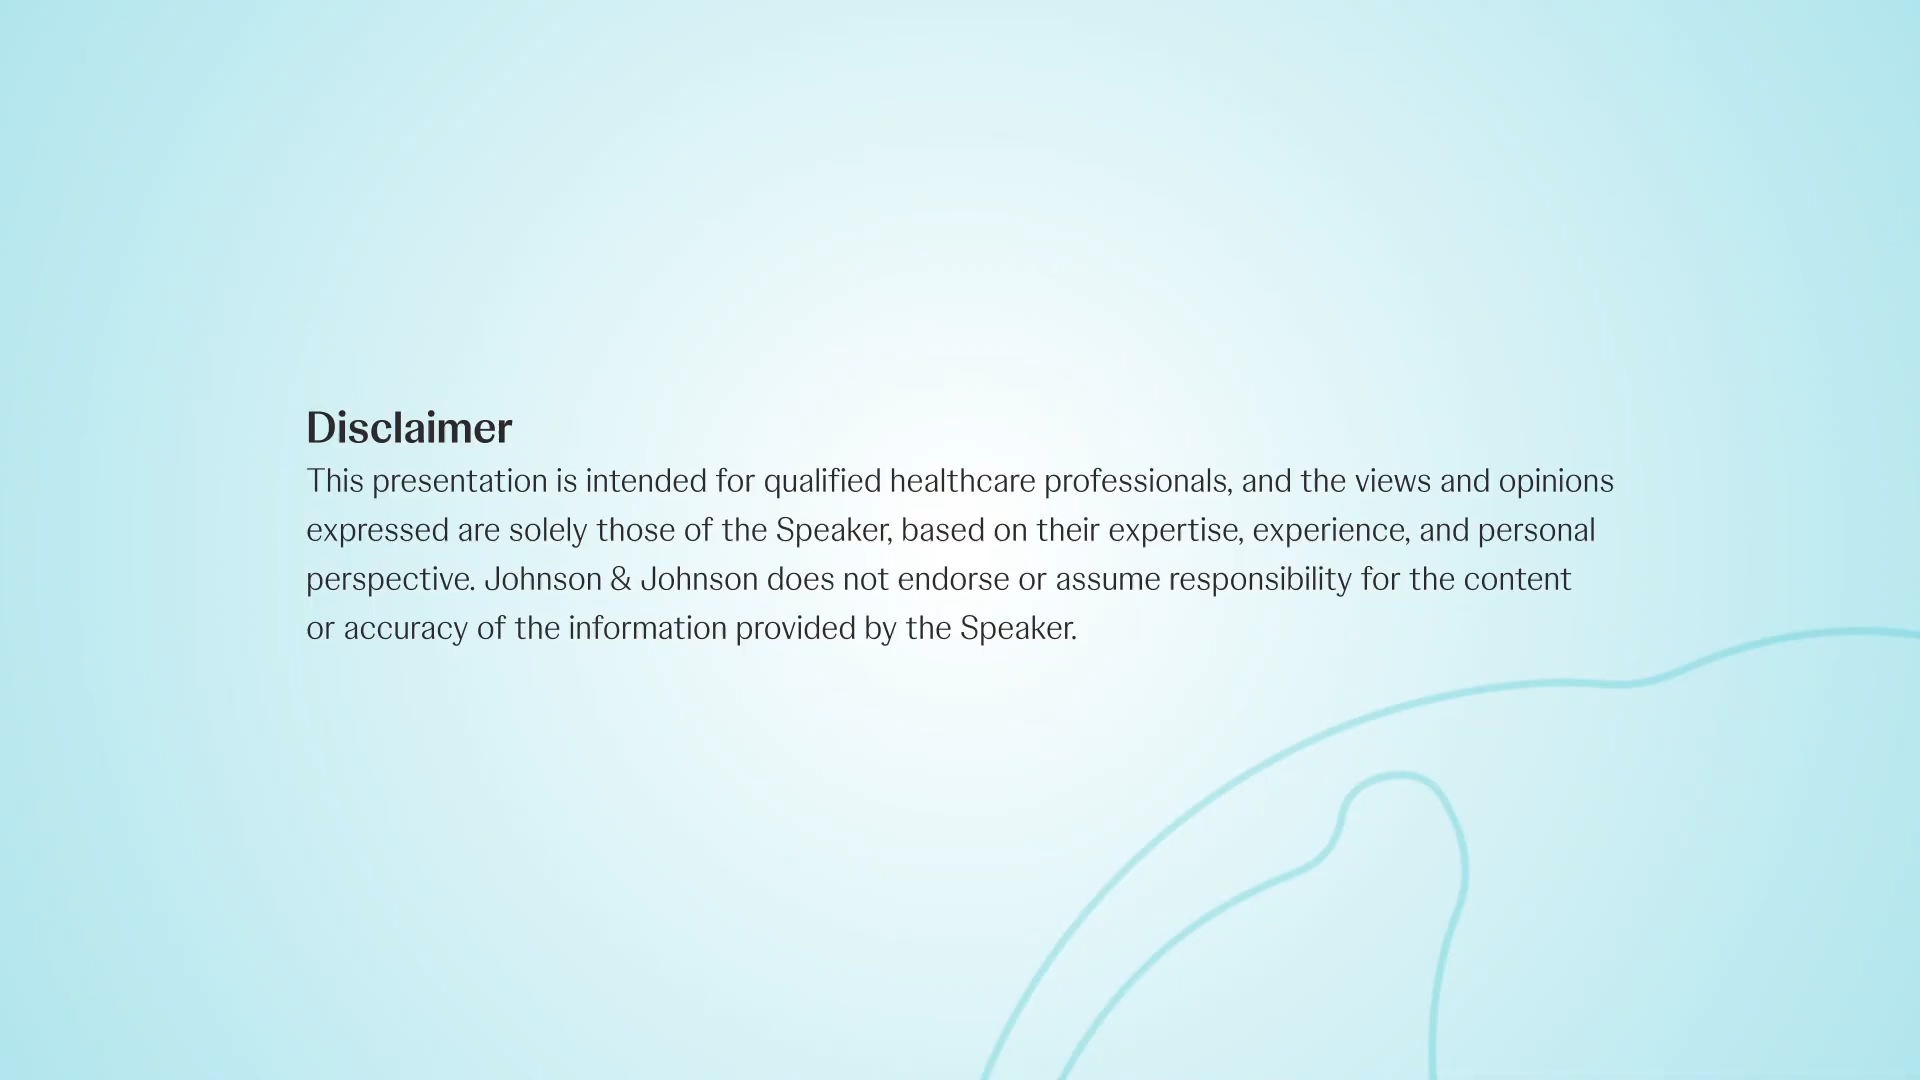 Disclaimer
This presentation is intended for qualified healthcare professionals, and the views and opinions
expressed are solely those of the Speaker, based on their expertise, experience, and personal
perspective. Johnson & Johnson does not endorse or assume responsibility for the content
or accuracy of the information provided by the Speaker.